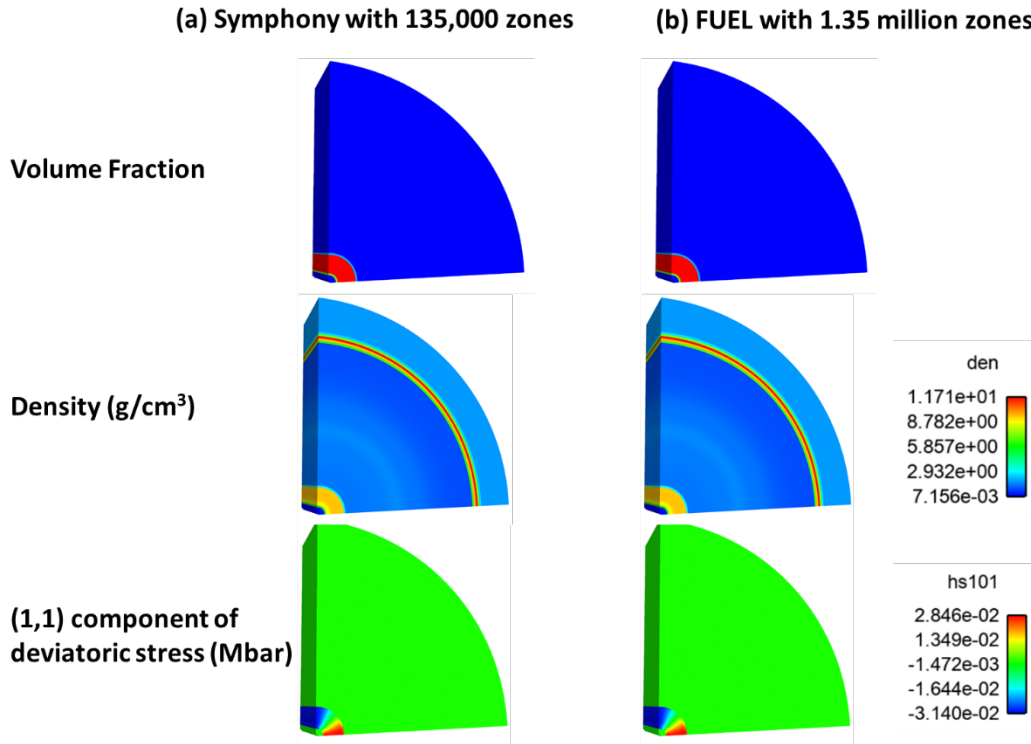 (a) Symphony with 135,000 zones
(b) FUEL with 1.35 million zones
Volume Fraction
Density (g/cm³)
den
1.171e+01
8.782e+00
5.857e+00
2.932e+00
7.156e-03
(1,1) component of
deviatoric stress (Mbar)
hs101
2.846e-02
1.349e-02
-1.472e-03
-1.644e-02
-3.140e-02